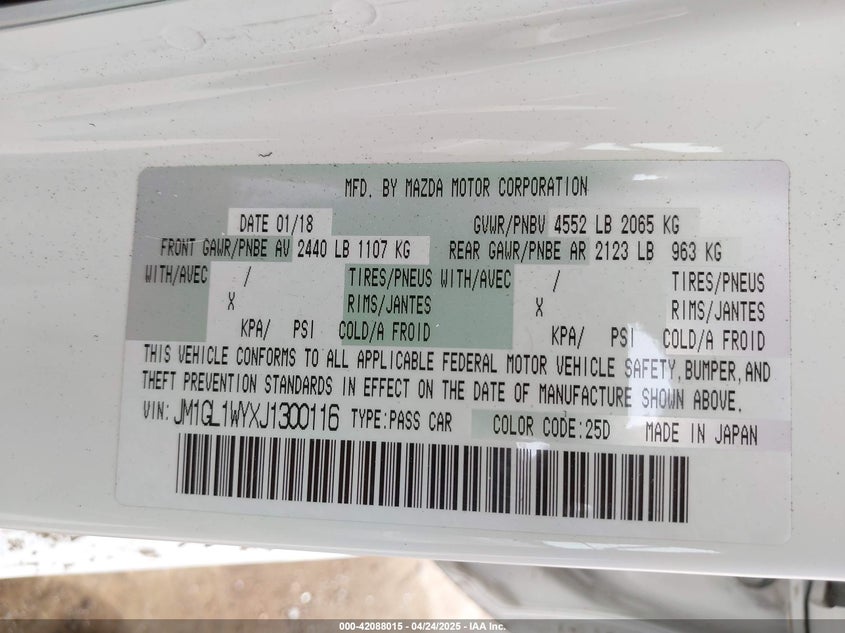 MFD. BY MAZDA MOTOR CORPORATION
DATE 01/18 GVWR/PNBV 4552 LB 2065 KG
FRONT GAWR/PNBE AV 2440 LB 1107 KG REAR GAWR/PNBE AR 2123 LB 963 KG
WITH/AVEC / TIRES/PNEUS WITH/AVEC / TIRES/PNEUS
X RIMS/JANTES X RIMS/JANTES
KPA/ PSI COLD/A FROID KPA/ PSI COLD/A FROID
THIS VEHICLE CONFORMS TO ALL APPLICABLE FEDERAL MOTOR VEHICLE SAFETY,BUMPER,AND
THEFT PREVENTION STANDARDS IN EFFECT ON THE DATE OF MANUFACTURE SHOWN ABOVE.
VIN: JM1GL1WYXJ1300116 TYPE:PASS CAR COLOR CODE:25D MADE IN JAPAN
000-42088015 - 04/24/2025 - IAA Inc.